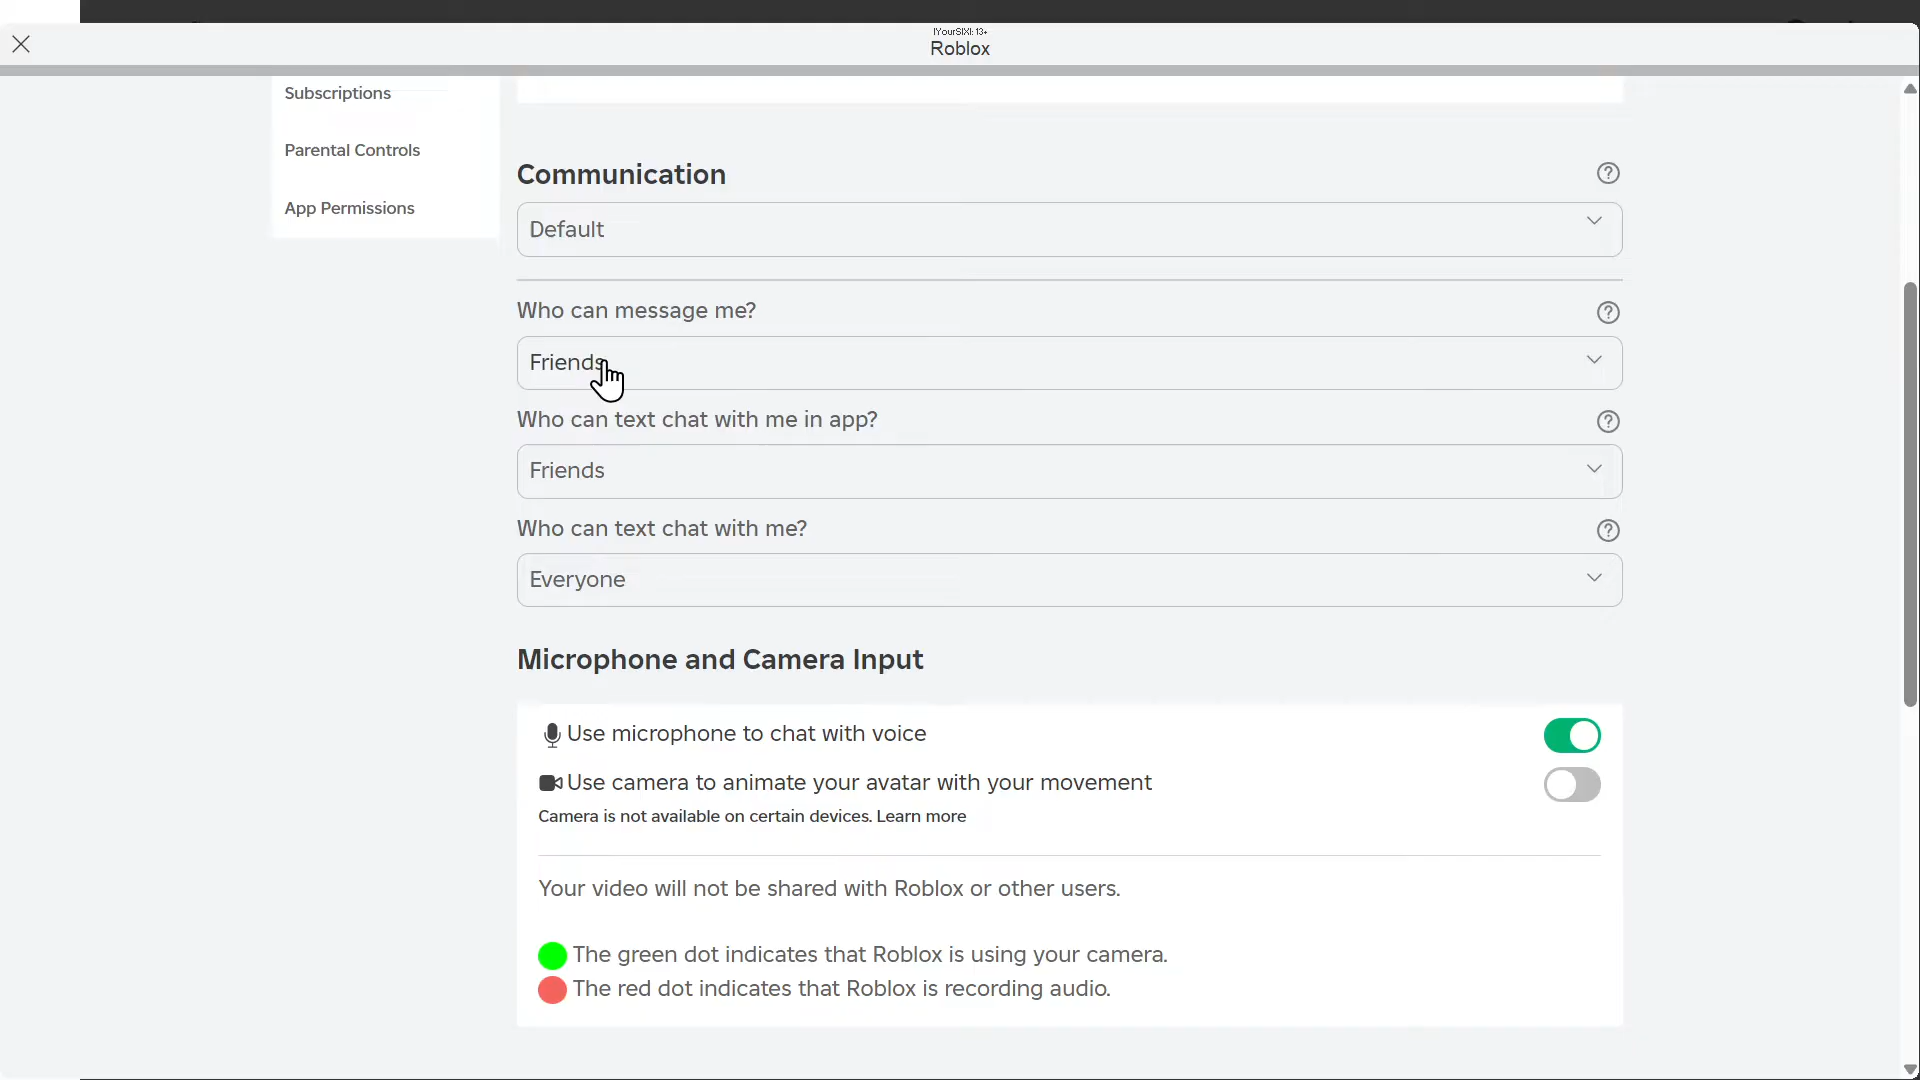 Roblox
Subscriptions
Parental Controls
App Permissions
Communication
Default
Who can message me?
Friends
Who can text chat with me in app?
Friends
Who can text chat with me?
Everyone
Microphone and Camera Input
Use microphone to chat with voice
Use camera to animate your avatar with your movement
Camera is not available on certain devices. Learn more
Your video will not be shared with Roblox or other users.
The green dot indicates that Roblox is using your camera.
The red dot indicates that Roblox is recording audio.